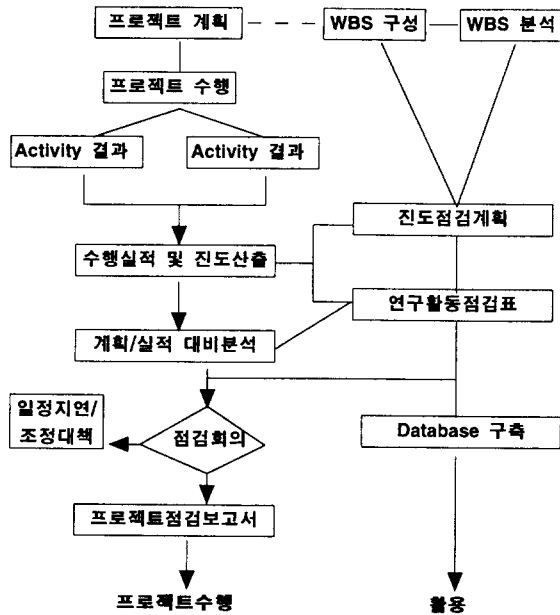 프로젝트 계획
WBS 구성
WBS 분석
프로젝트 수행
Activity 결과
Activity 결과
진도점검계획
수행실적 및 진도산출
연구활동점검표
계획/실적 대비분석
일정지연/
조정대책
점검회의
Database 구축
프로젝트점검보고서
프로젝트수행
활용